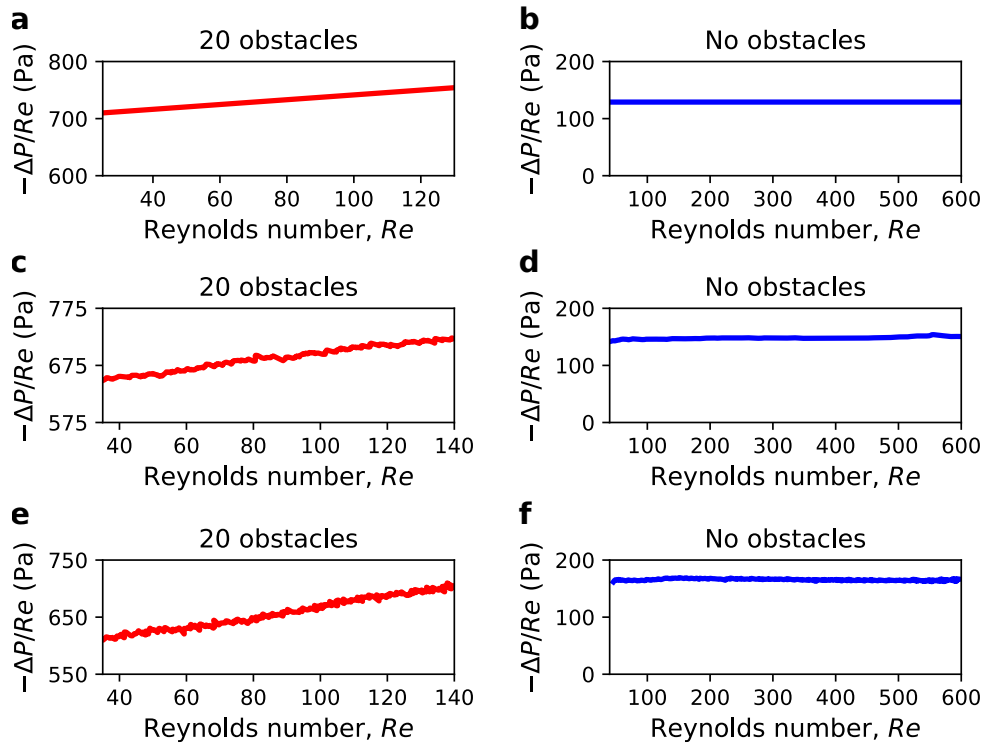 a
20 obstacles
−ΔP/Re (Pa)
800
700
600
40 60 80 100 120
Reynolds number, Re
b
No obstacles
−ΔP/Re (Pa)
200
100
0
100 200 300 400 500 600
Reynolds number, Re
c
20 obstacles
−ΔP/Re (Pa)
775
675
575
40 60 80 100 120 140
Reynolds number, Re
d
No obstacles
−ΔP/Re (Pa)
200
100
0
100 200 300 400 500 600
Reynolds number, Re
e
20 obstacles
−ΔP/Re (Pa)
750
650
550
40 60 80 100 120 140
Reynolds number, Re
f
No obstacles
−ΔP/Re (Pa)
200
100
0
100 200 300 400 500 600
Reynolds number, Re